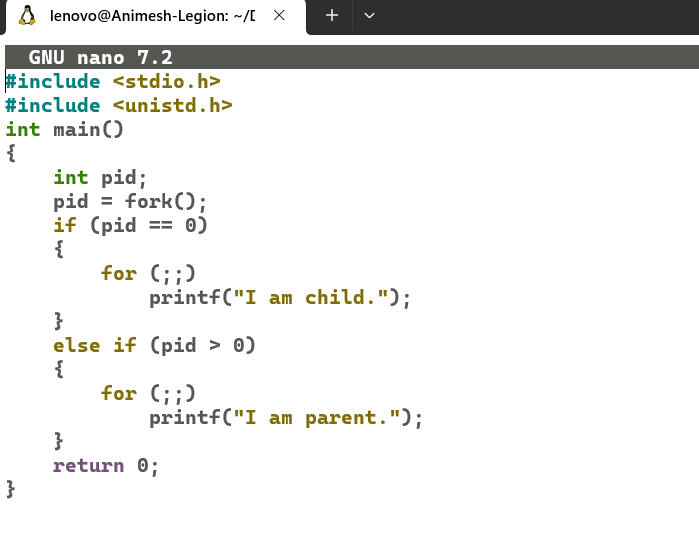 lenovo@Animesh-Legion: ~/D
GNU nano 7.2
#include <stdio.h>
#include <unistd.h>
int main()
{
    int pid;
    pid = fork();
    if (pid == 0)
    {
        for (;;)
            printf("I am child.");
    }
    else if (pid > 0)
    {
        for (;;)
            printf("I am parent.");
    }
    return 0;
}